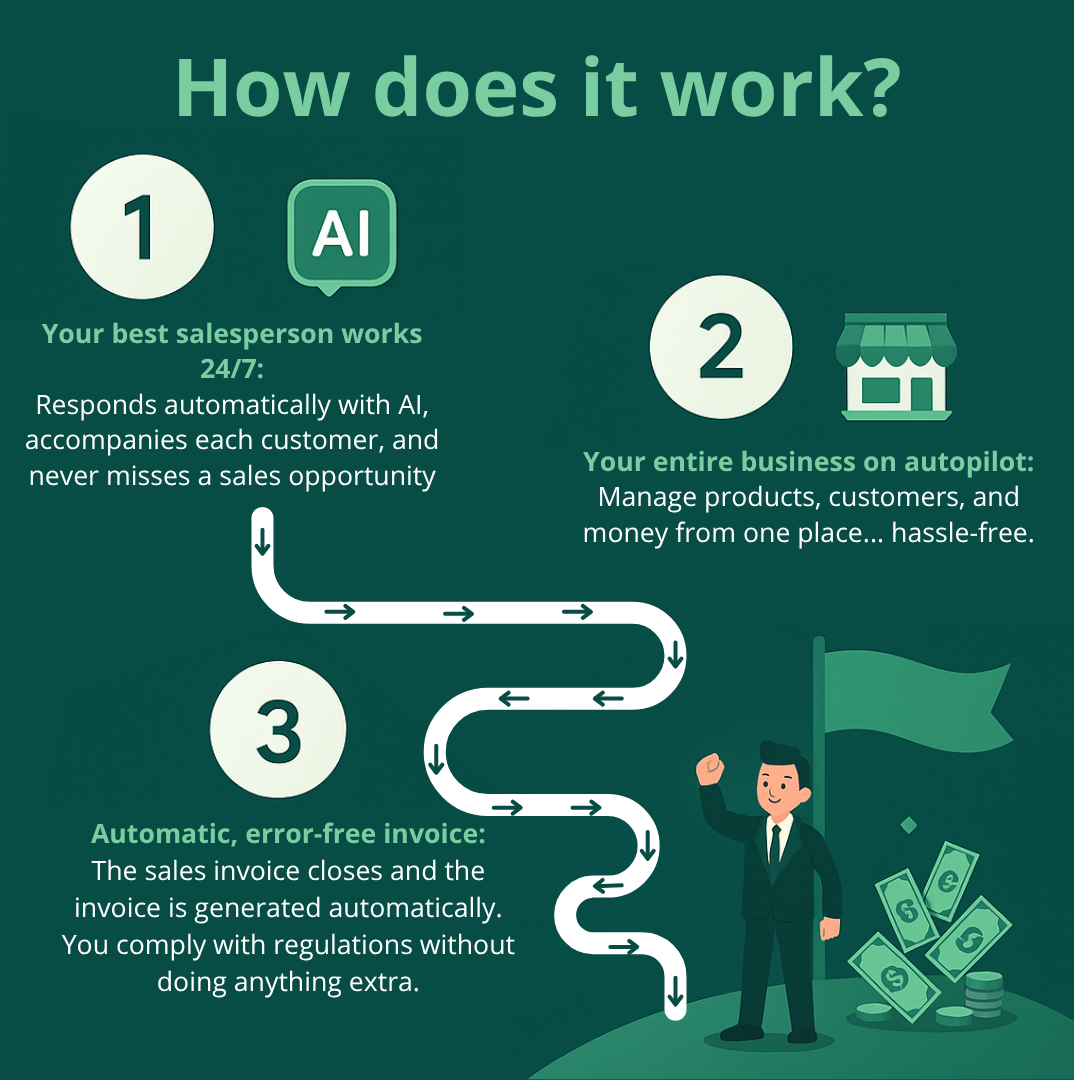 How does it work?
1
AI
Your best salesperson works
24/7:
Responds automatically with AI,
accompanies each customer, and
never misses a sales opportunity
2
Your entire business on autopilot:
Manage products, customers, and
money from one place... hassle-free.
3
Automatic, error-free invoice:
The sales invoice closes and the
invoice is generated automatically.
You comply with regulations without
doing anything extra.